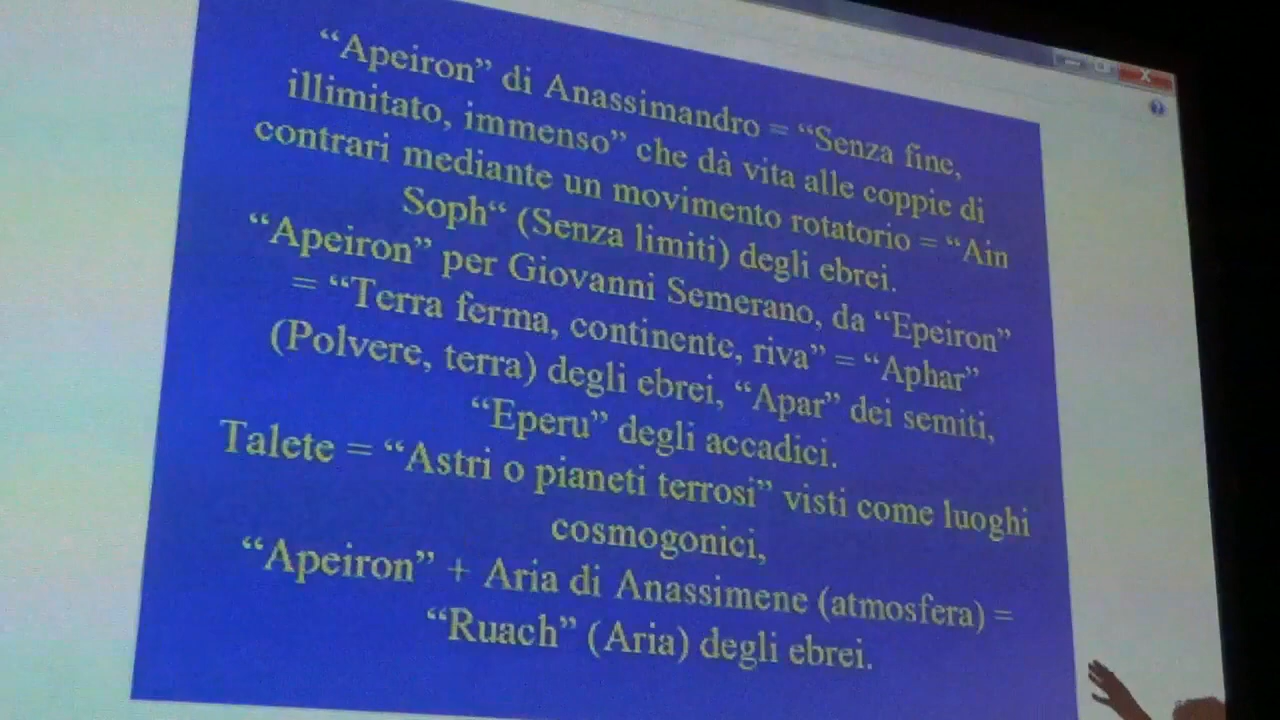 “Apeiron” di Anassimandro = “Senza fine,
illimitato, immenso” che dà vita alle coppie di
contrari mediante un movimento rotatorio = “Ain
Soph“ (Senza limiti) degli ebrei.
“Apeiron” per Giovanni Semerano, da “Epeiron”
= “Terra ferma, continente, riva” = “Aphar”
(Polvere, terra) degli ebrei, “Apar” dei semiti,
“Eperu” degli accadici.
Talete = “Astri o pianeti terrosi” visti come luoghi
cosmogonici,
“Apeiron” + Aria di Anassimene (atmosfera) =
“Ruach” (Aria) degli ebrei.